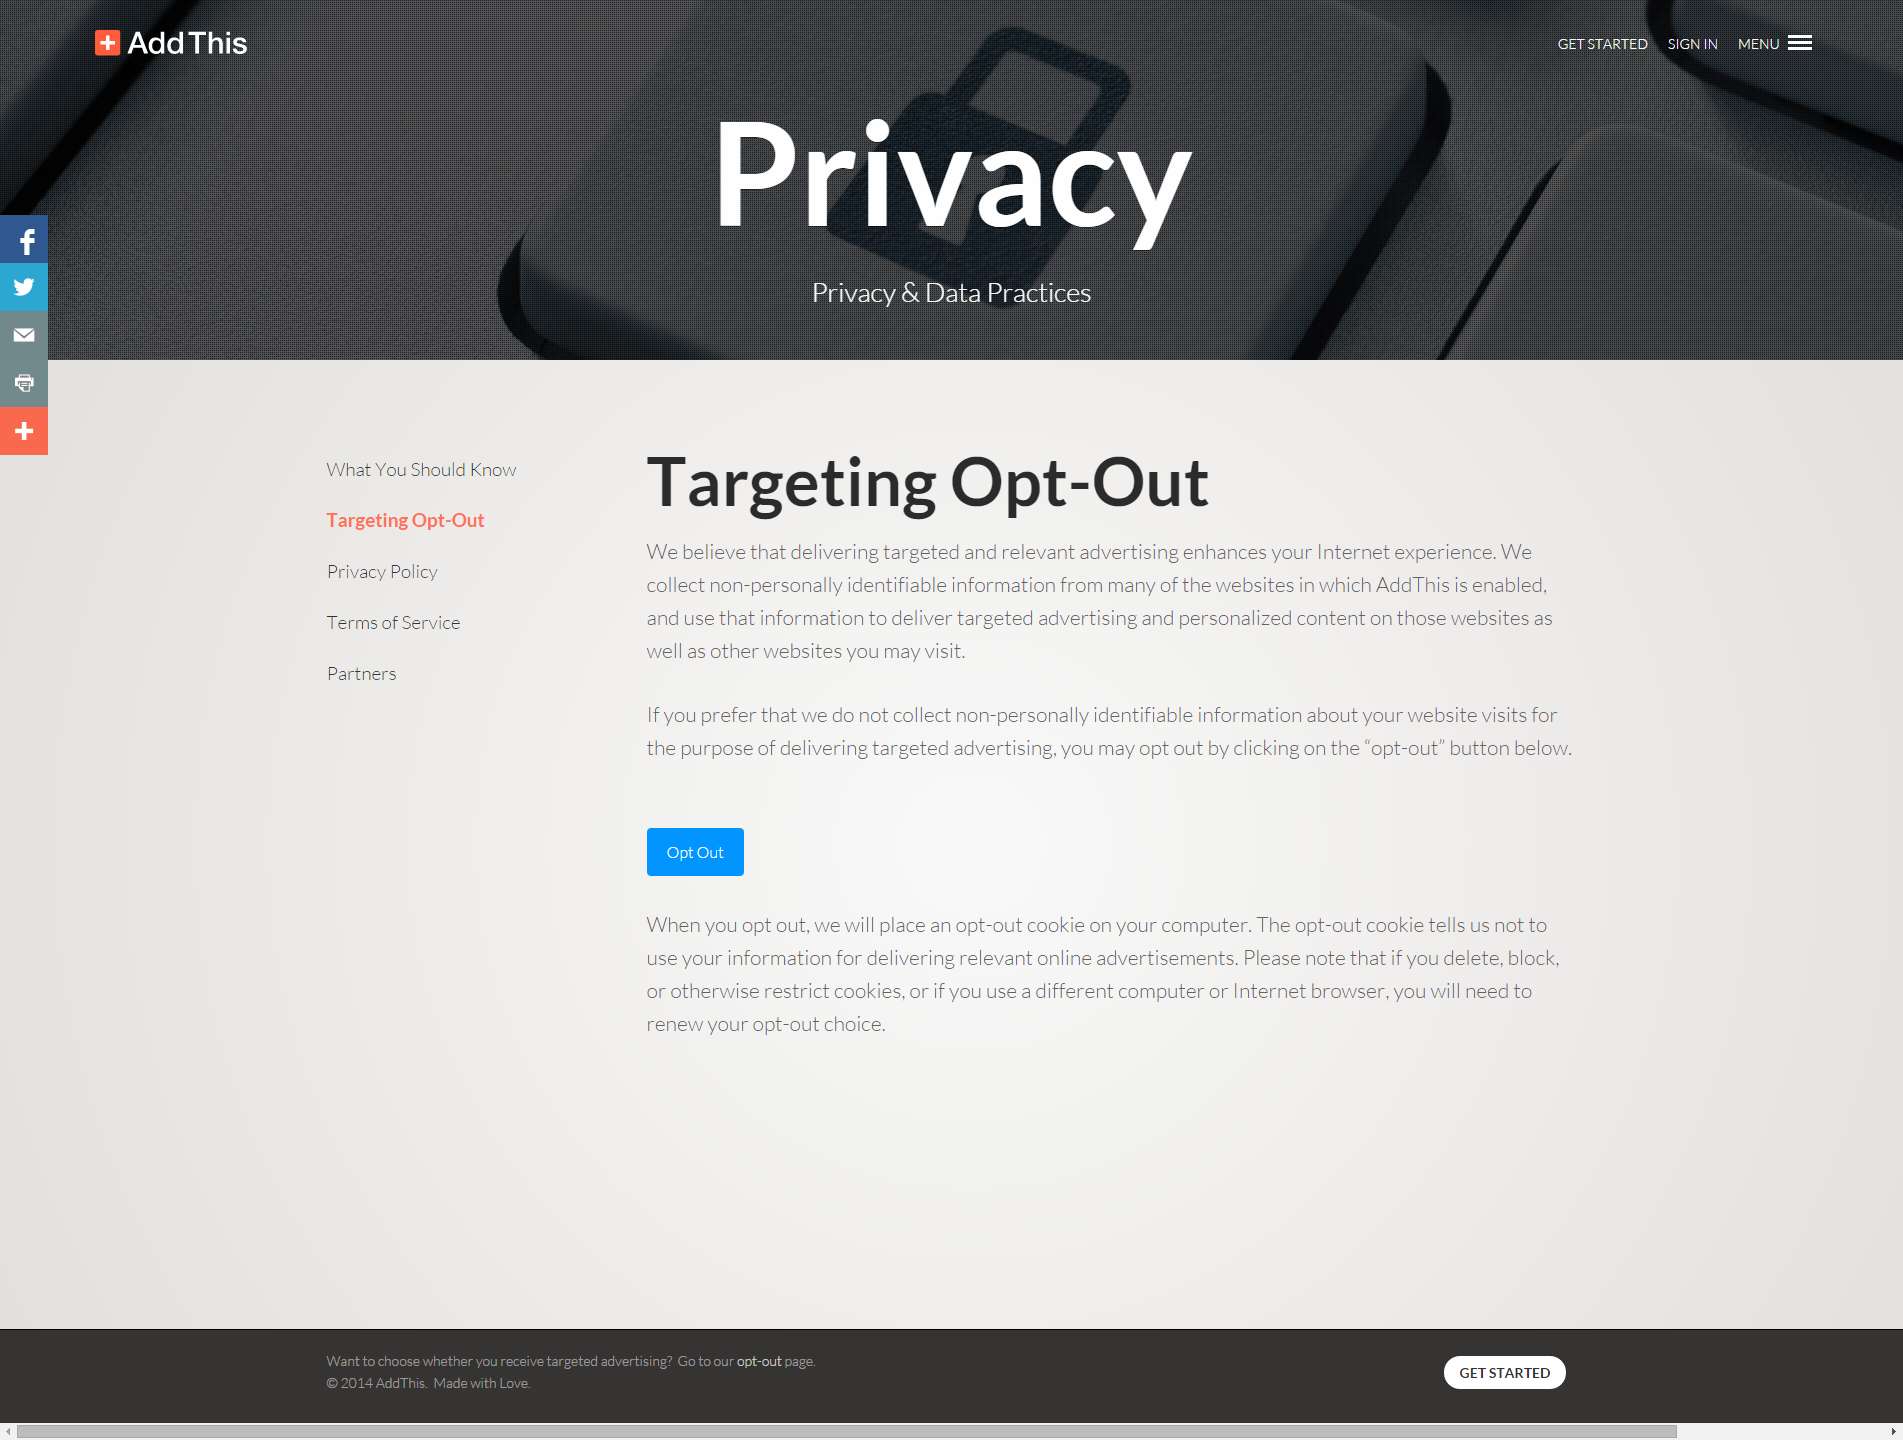 AddThis
GET STARTED SIGN IN MENU
Privacy
Privacy & Data Practices
What You Should Know
Targeting Opt-Out
Privacy Policy
Terms of Service
Partners
Targeting Opt-Out
We believe that delivering targeted and relevant advertising enhances your Internet experience. We
collect non-personally identifiable information from many of the websites in which AddThis is enabled,
and use that information to deliver targeted advertising and personalized content on those websites as
well as other websites you may visit.
If you prefer that we do not collect non-personally identifiable information about your website visits for
the purpose of delivering targeted advertising, you may opt out by clicking on the “opt-out” button below.
Opt Out
When you opt out, we will place an opt-out cookie on your computer. The opt-out cookie tells us not to
use your information for delivering relevant online advertisements. Please note that if you delete, block,
or otherwise restrict cookies, or if you use a different computer or Internet browser, you will need to
renew your opt-out choice.
Want to choose whether you receive targeted advertising? Go to our opt-out page.
© 2014 AddThis. Made with Love.
GET STARTED